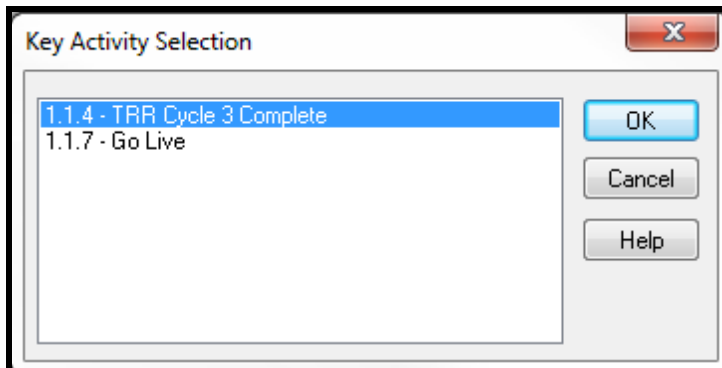 Key Activity Selection
1.1.4 - TRR Cycle 3 Complete
1.1.7 - Go Live
OK
Cancel
Help